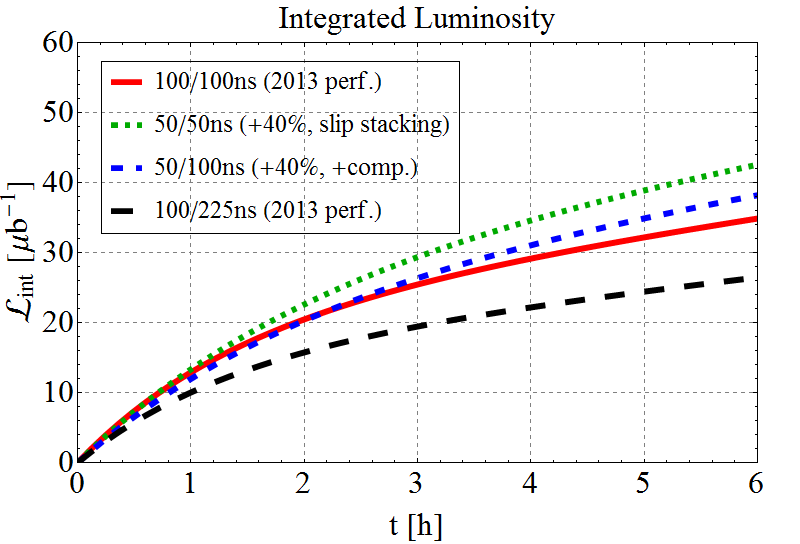 Integrated Luminosity
60
50
40
30
20
10
0
ℒint [μb⁻¹]
100/100ns (2013 perf.)
50/50ns (+40%, slip stacking)
50/100ns (+40%, +comp.)
100/225ns (2013 perf.)
0 1 2 3 4 5 6
t [h]